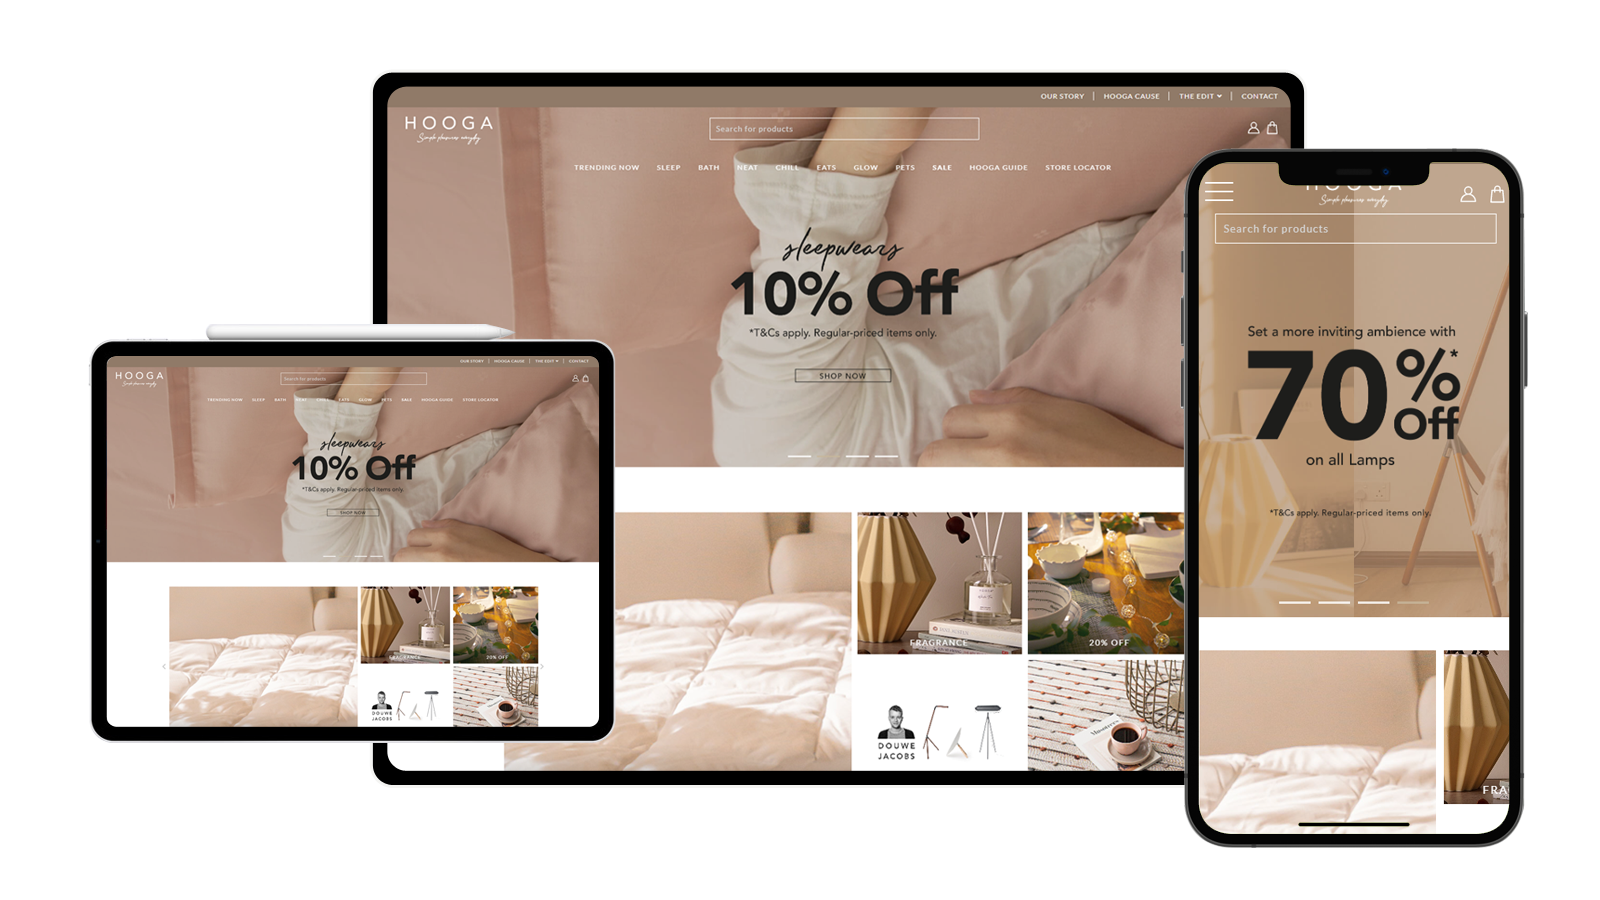 OUR STORY | HOOGA CAUSE | THE EDIT | CONTACT
HOOGA
Simple pleasures everyday
Search for products
TRENDING NOW SLEEP BATH NEAT CHILL EATS GLOW PETS SALE HOOGA GUIDE STORE LOCATOR
sleepwears
10% Off
*T&Cs apply. Regular-priced items only.
SHOP NOW
FRAGRANCE
20% OFF
DOUWE
JACOBS
OUR STORY | HOOGA CAUSE | THE EDIT | CONTACT
HOOGA
Simple pleasures everyday
Search for products
TRENDING NOW SLEEP BATH NEAT CHILL EATS GLOW PETS SALE HOOGA GUIDE STORE LOCATOR
sleepwears
10% Off
*T&Cs apply. Regular-priced items only.
SHOP NOW
FRAGRANCE
20% OFF
DOUWE
JACOBS
HOOGA
Simple pleasures everyday
Search for products
Set a more inviting ambience with
70%*
Off
on all Lamps
*T&Cs apply. Regular-priced items only.
FRA